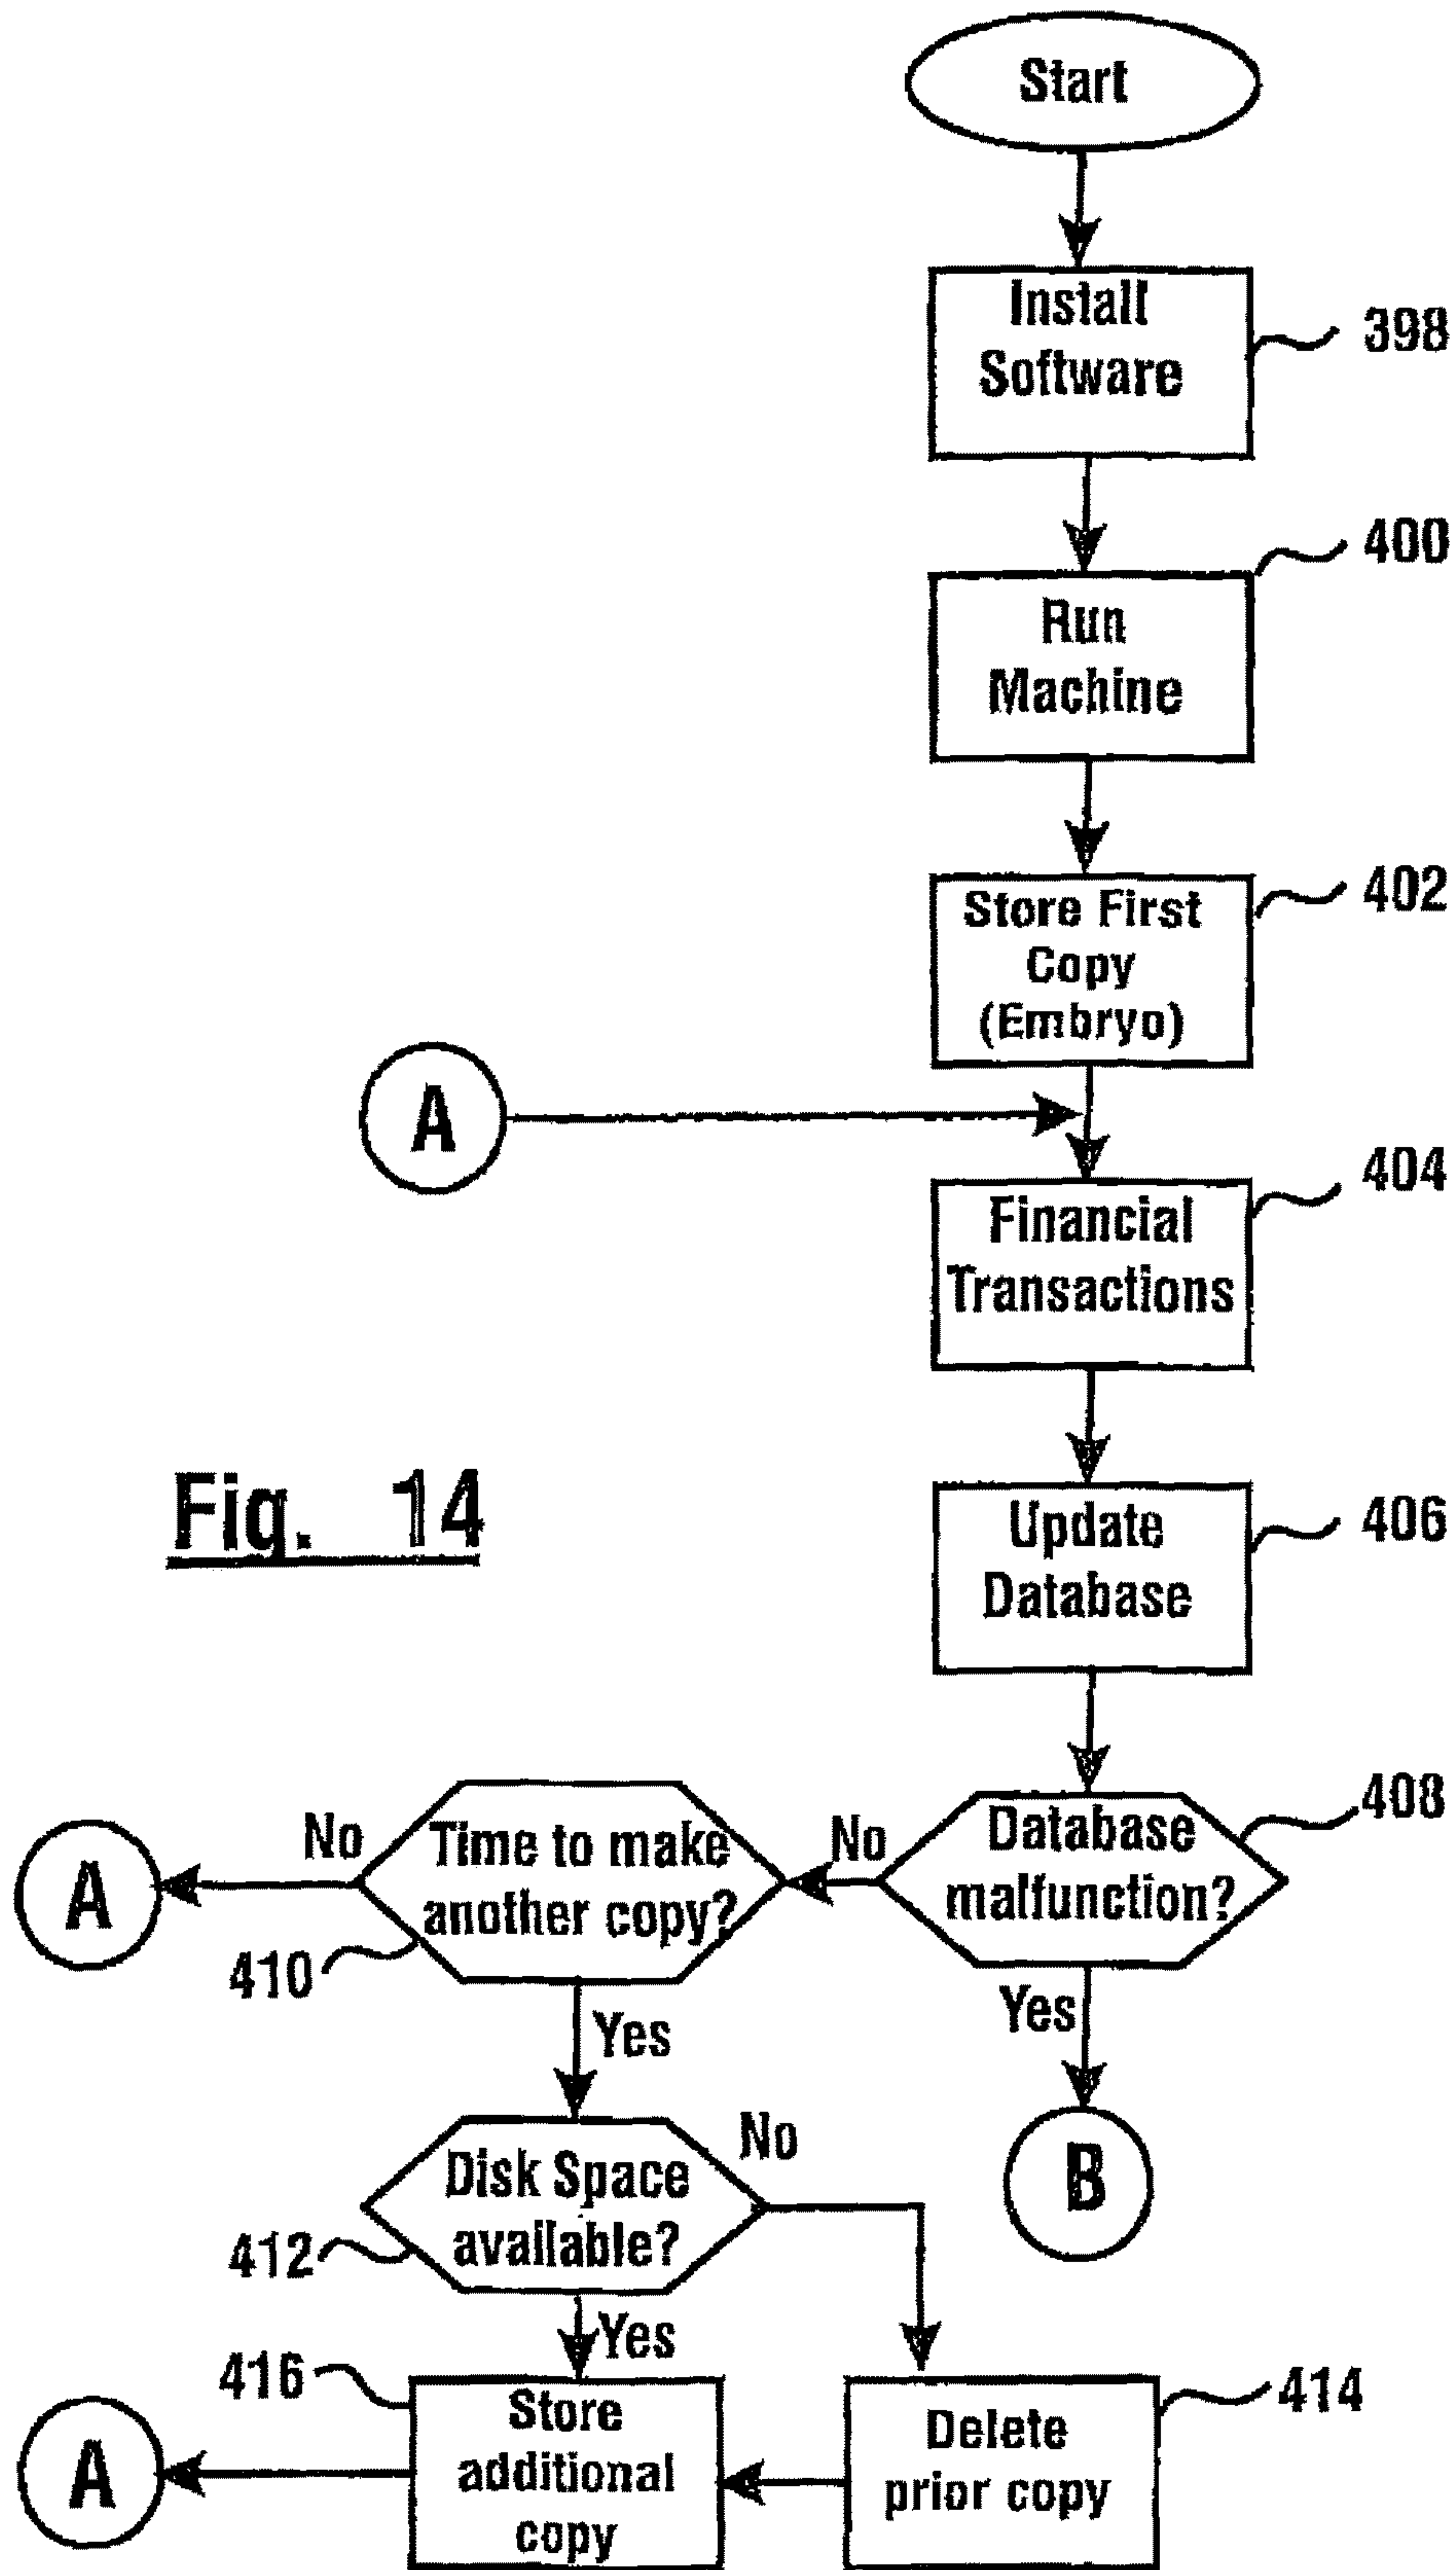 Start
Install
Software
398
400
Run
Machine
402
Store First
Copy
(Embryo)
A
404
Financial
Transactions
Fig. 14
406
Update
Database
408
Database
malfunction?
No
Yes
B
Time to make
another copy?
410
No
A
Yes
Disk Space
available?
412
No
Yes
414
Delete
prior copy
416
Store
additional
copy
A